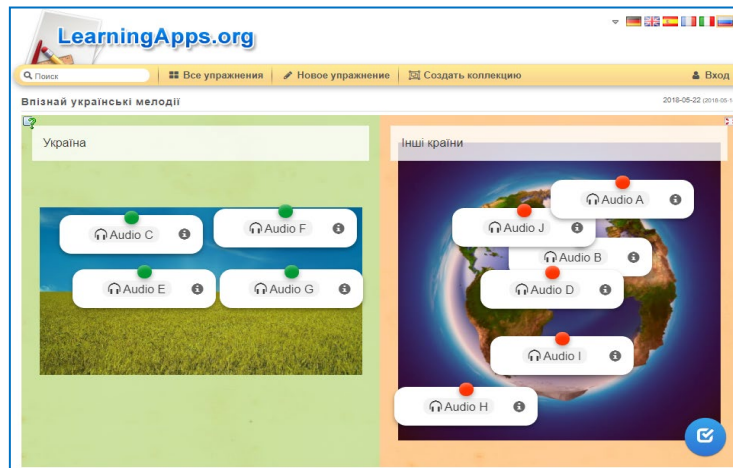 LearningApps.org
Поиск
Все упражнения
Новое упражнение
Создать коллекцию
Вход
Впізнай українські мелодії
2018-05-22
Україна
Audio C
Audio F
Audio E
Audio G
Інші країни
Audio A
Audio J
Audio B
Audio D
Audio I
Audio H